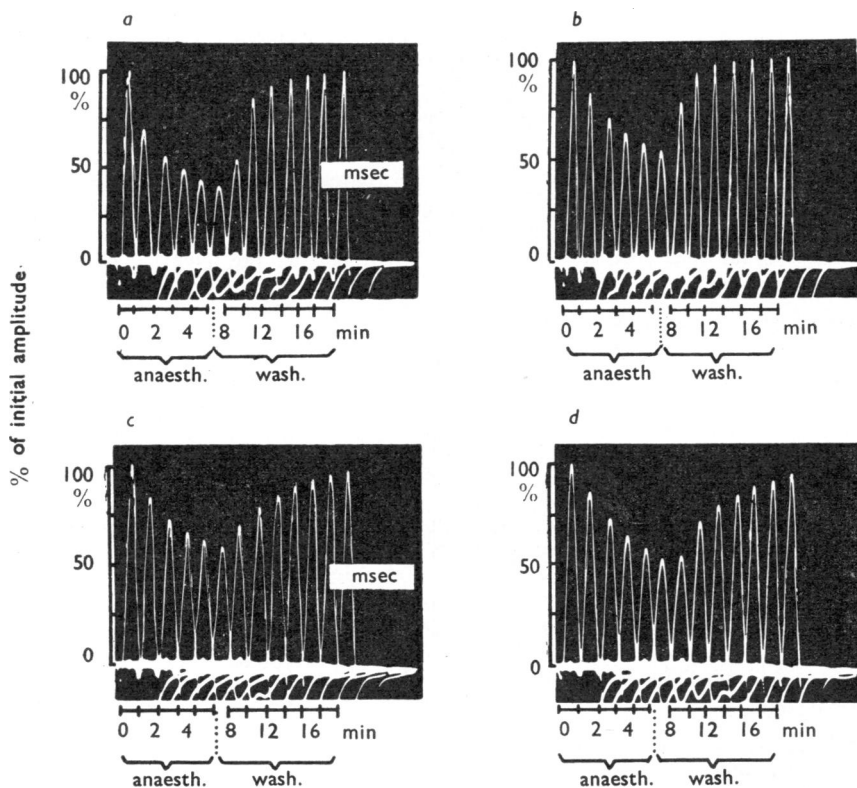 % of initial amplitude
a
100
%
50
0
msec
0 2 4 8 12 16 min
anaesth. wash.
b
100
%
50
0
0 2 4 8 12 16 min
anaesth wash.
c
100
%
50
0
msec
0 2 4 8 12 16 min
anaesth. wash.
d
100
%
50
0
0 2 4 8 12 16 min
anaesth. wash.